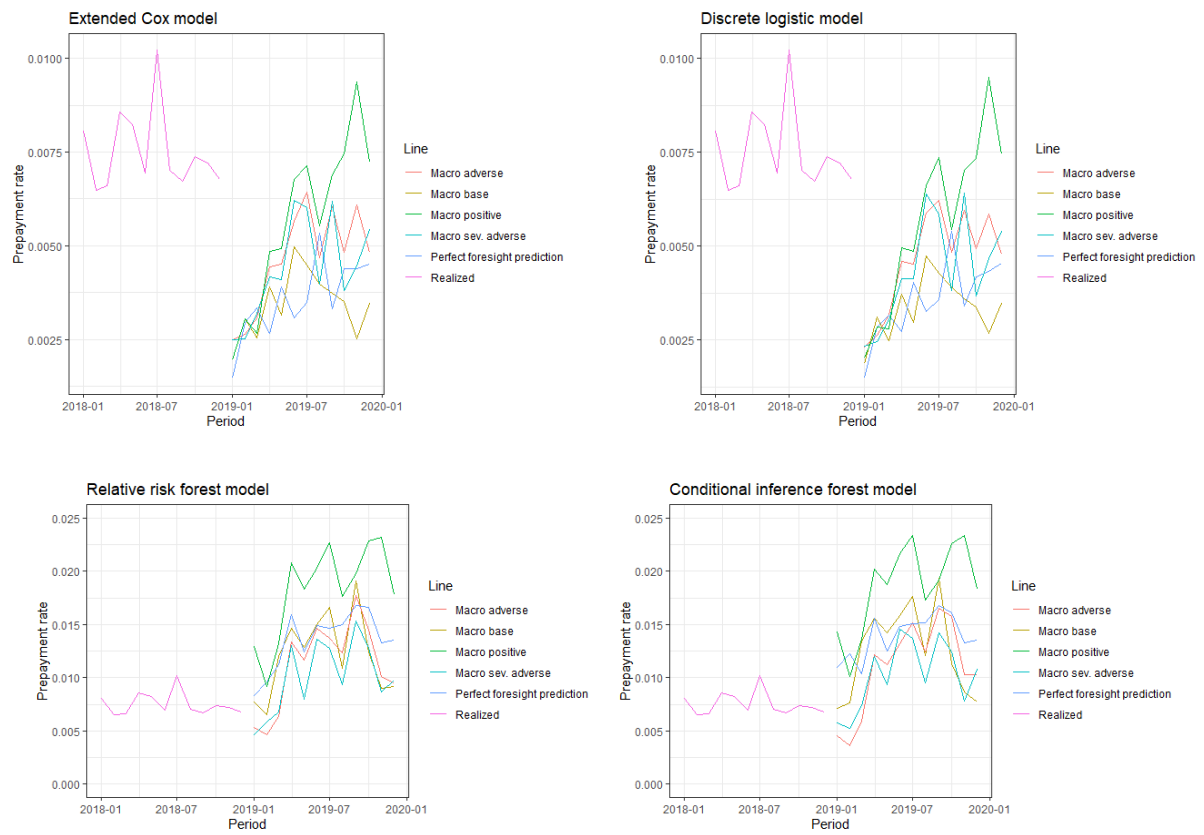 Extended Cox model
Prepayment rate
0.0100
0.0075
0.0050
0.0025
2018-01
2018-07
2019-01
2019-07
2020-01
Period
Line
Macro adverse
Macro base
Macro positive
Macro sev. adverse
Perfect foresight prediction
Realized
Discrete logistic model
Prepayment rate
0.0100
0.0075
0.0050
0.0025
2018-01
2018-07
2019-01
2019-07
2020-01
Period
Line
Macro adverse
Macro base
Macro positive
Macro sev. adverse
Perfect foresight prediction
Realized
Relative risk forest model
Prepayment rate
0.025
0.020
0.015
0.010
0.005
0.000
2018-01
2018-07
2019-01
2019-07
2020-01
Period
Line
Macro adverse
Macro base
Macro positive
Macro sev. adverse
Perfect foresight prediction
Realized
Conditional inference forest model
Prepayment rate
0.025
0.020
0.015
0.010
0.005
0.000
2018-01
2018-07
2019-01
2019-07
2020-01
Period
Line
Macro adverse
Macro base
Macro positive
Macro sev. adverse
Perfect foresight prediction
Realized